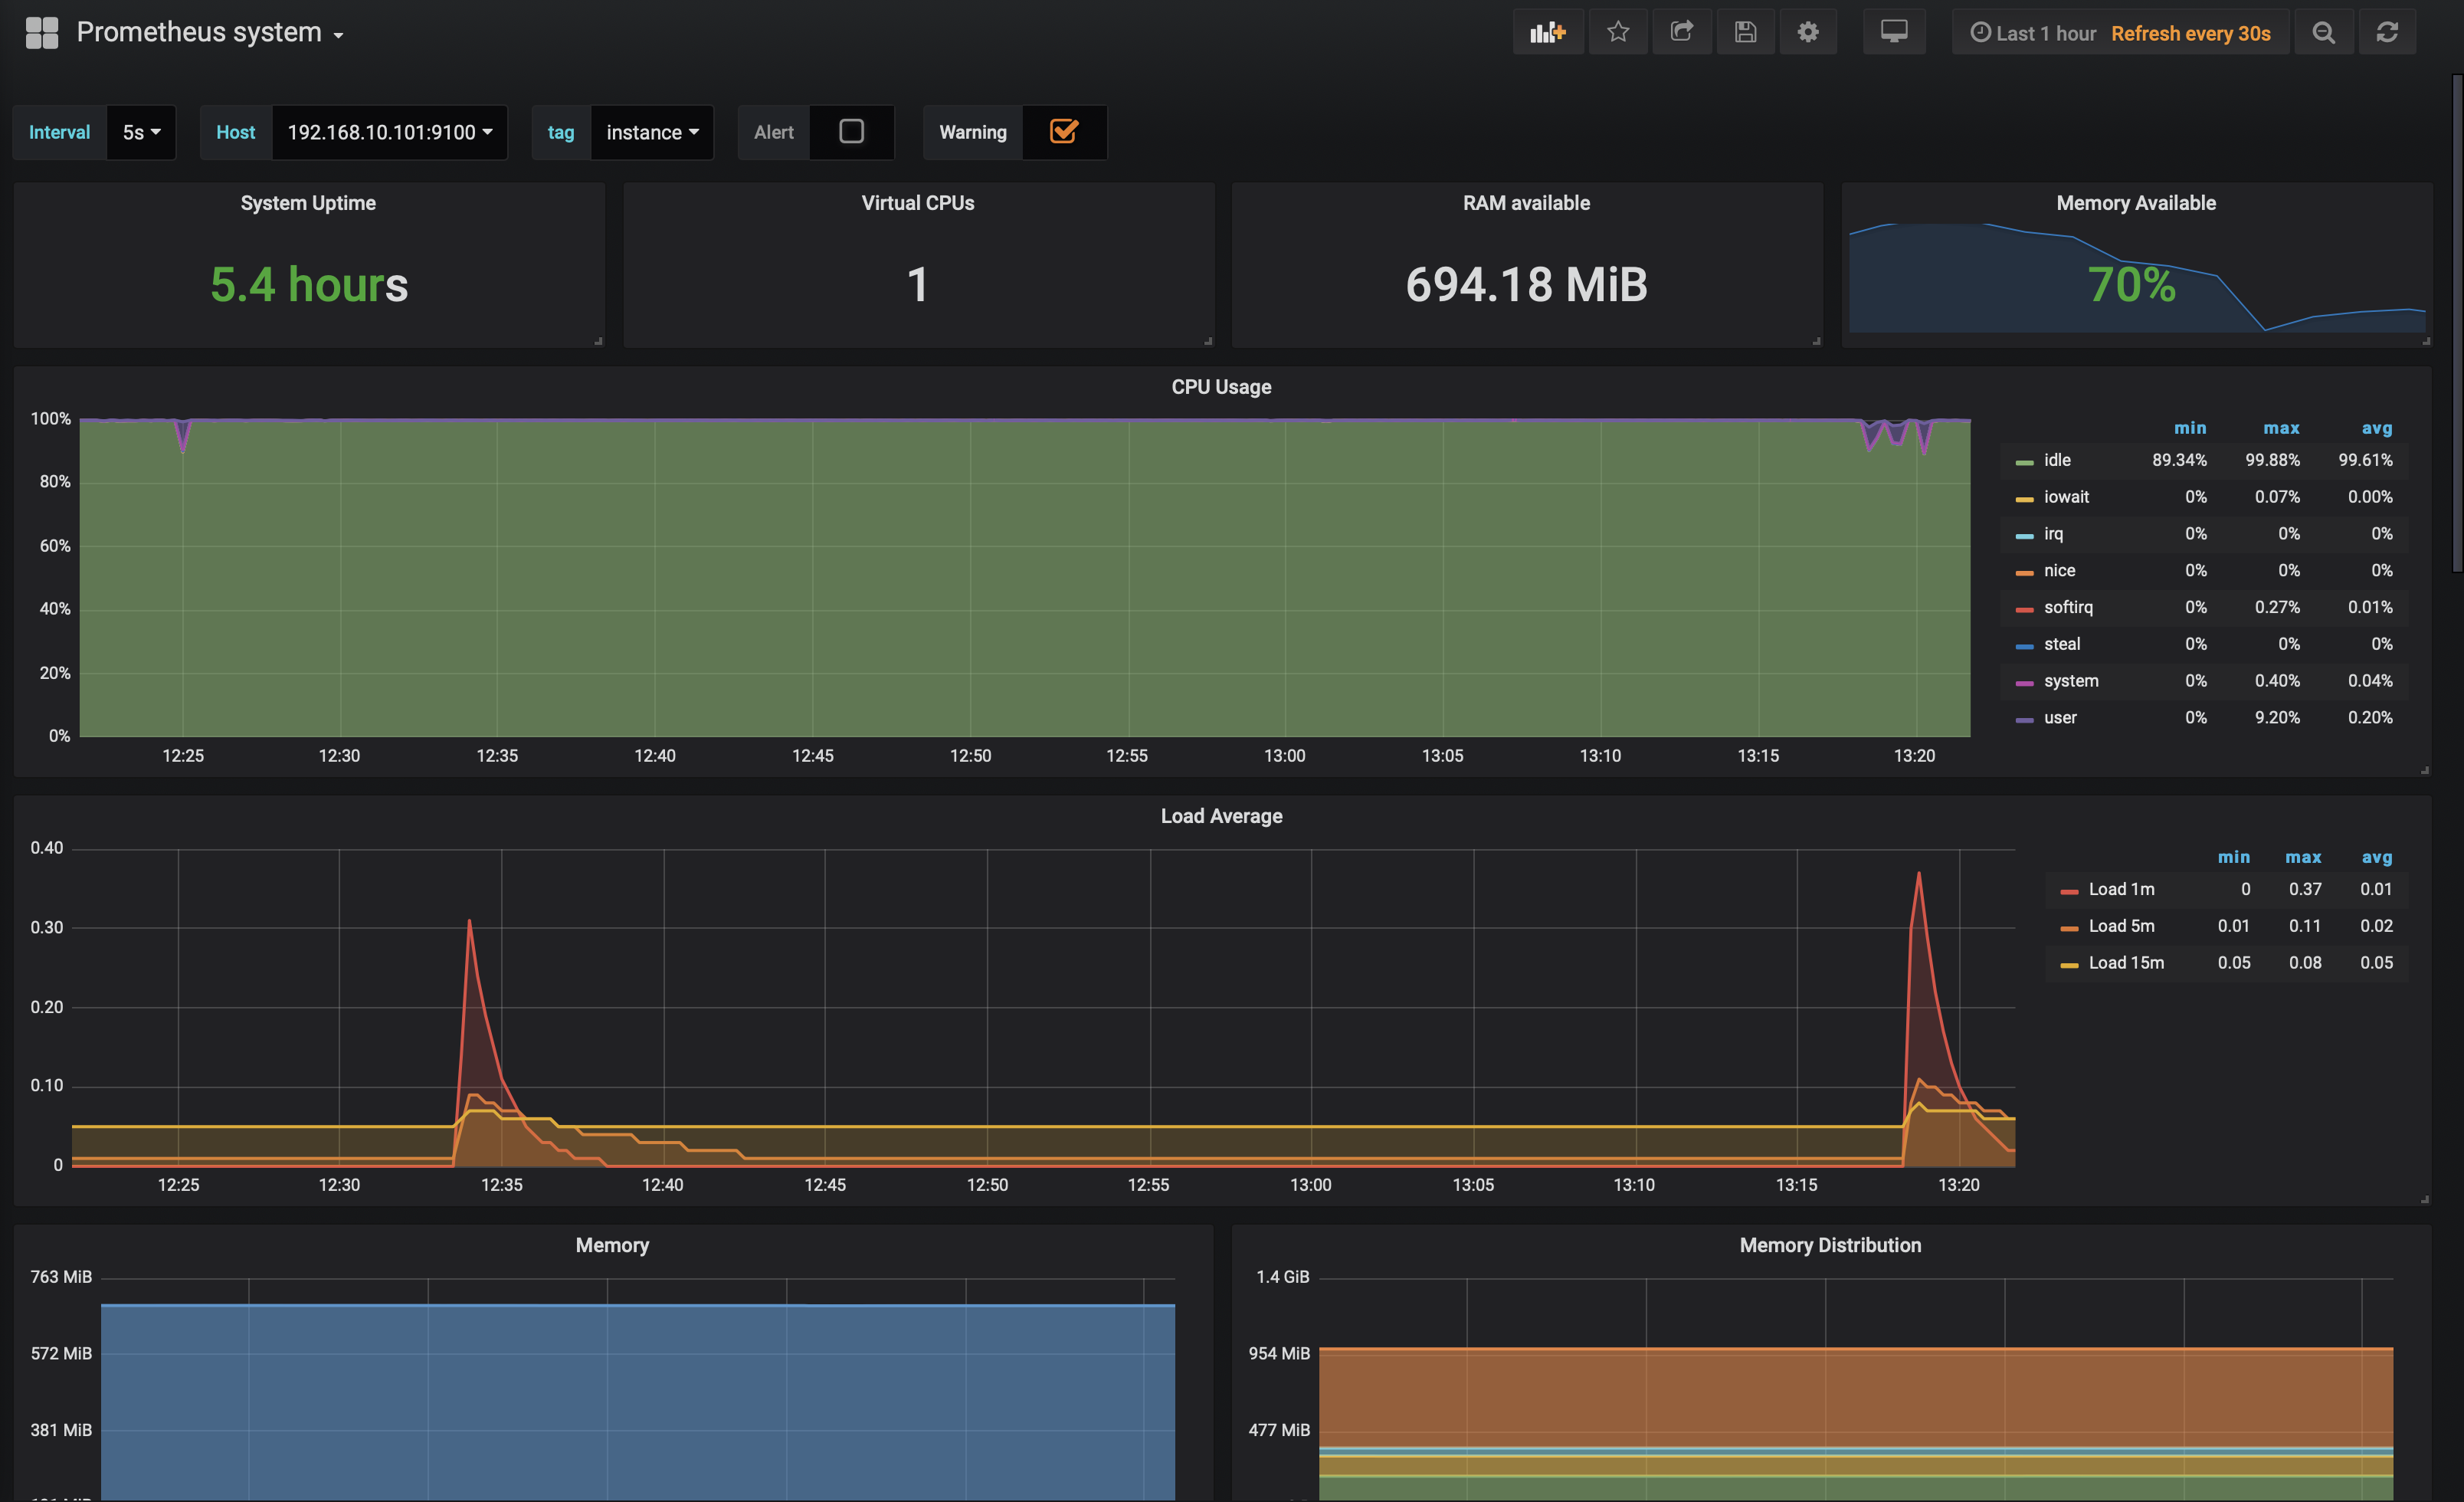 Prometheus system
Last 1 hour Refresh every 30s
Interval 5s Host 192.168.10.101:9100 tag instance Alert Warning
System Uptime
5.4 hours
Virtual CPUs
1
RAM available
694.18 MiB
Memory Available
70%
CPU Usage
100%
80%
60%
40%
20%
0%
12:25 12:30 12:35 12:40 12:45 12:50 12:55 13:00 13:05 13:10 13:15 13:20
min max avg
idle 89.34% 99.88% 99.61%
iowait 0% 0.07% 0.00%
irq 0% 0% 0%
nice 0% 0% 0%
softirq 0% 0.27% 0.01%
steal 0% 0% 0%
system 0% 0.40% 0.04%
user 0% 9.20% 0.20%
Load Average
0.40
0.30
0.20
0.10
0
12:25 12:30 12:35 12:40 12:45 12:50 12:55 13:00 13:05 13:10 13:15 13:20
min max avg
Load 1m 0 0.37 0.01
Load 5m 0.01 0.11 0.02
Load 15m 0.05 0.08 0.05
Memory
763 MiB
572 MiB
381 MiB
Memory Distribution
1.4 GiB
954 MiB
477 MiB